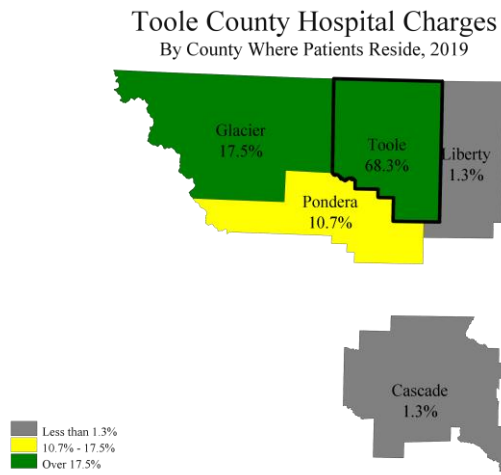 Toole County Hospital Charges
By County Where Patients Reside, 2019
Glacier
17.5%
Toole
68.3%
Liberty
1.3%
Pondera
10.7%
Cascade
1.3%
Less than 1.3%
10.7% - 17.5%
Over 17.5%